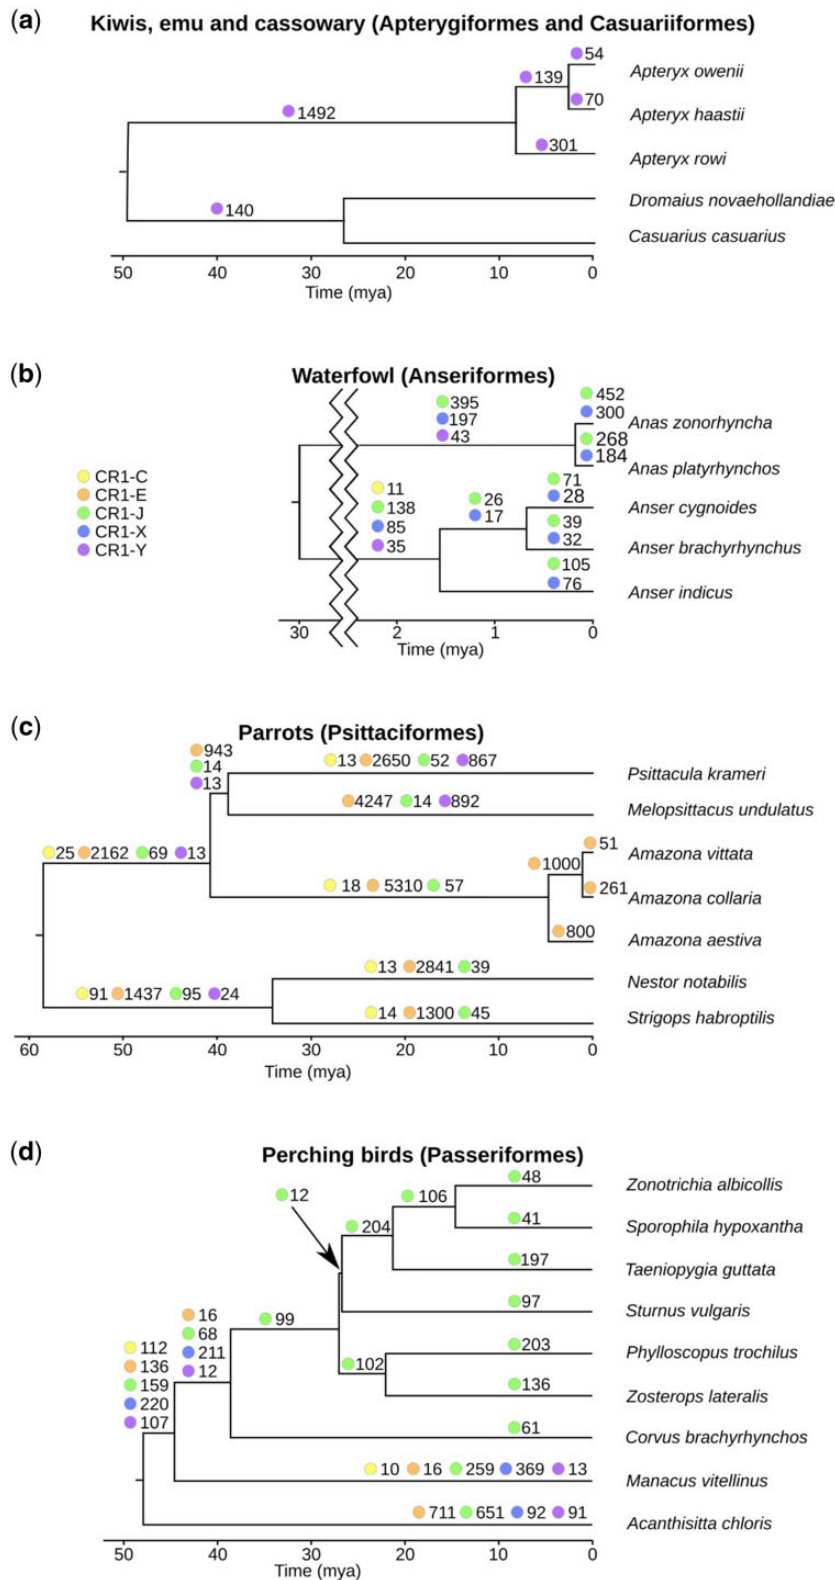 (a) Kiwis, emu and cassowary (Apterygiformes and Casuariiformes)
54
139
Apteryx owenii
1492
70
Apteryx haastii
301
Apteryx rowi
140
Dromaius novaehollandiae
Casuarius casuarius
50 40 30 20 10 0
Time (mya)
(b) Waterfowl (Anseriformes)
395
197
43
452
300
Anas zonorhyncha
268
184
Anas platyrhynchos
CR1-C
CR1-E
CR1-J
CR1-X
CR1-Y
11
138
85
35
26
17
71
28
Anser cygnoides
39
32
Anser brachyrhynchus
105
76
Anser indicus
30 2 1 0
Time (mya)
(c) Parrots (Psittaciformes)
943
14
13
13 2650 52 867
Psittacula krameri
4247 14 892
Melopsittacus undulatus
25 2162 69 13
51
Amazona vittata
1000
18 5310 57
261
Amazona collaria
800
Amazona aestiva
13 2841 39
Nestor notabilis
91 1437 95 24
14 1300 45
Strigops habroptilis
60 50 40 30 20 10 0
Time (mya)
(d) Perching birds (Passeriformes)
12
48
Zonotrichia albicollis
106
41
Sporophila hypoxantha
204
197
Taeniopygia guttata
97
Sturnus vulgaris
16
68
211
12
99
112
136
159
220
107
203
Phylloscopus trochilus
102
136
Zosterops lateralis
61
Corvus brachyrhynchos
10 16 259 369 13
Manacus vitellinus
711 651 92 91
Acanthisitta chloris
50 40 30 20 10 0
Time (mya)